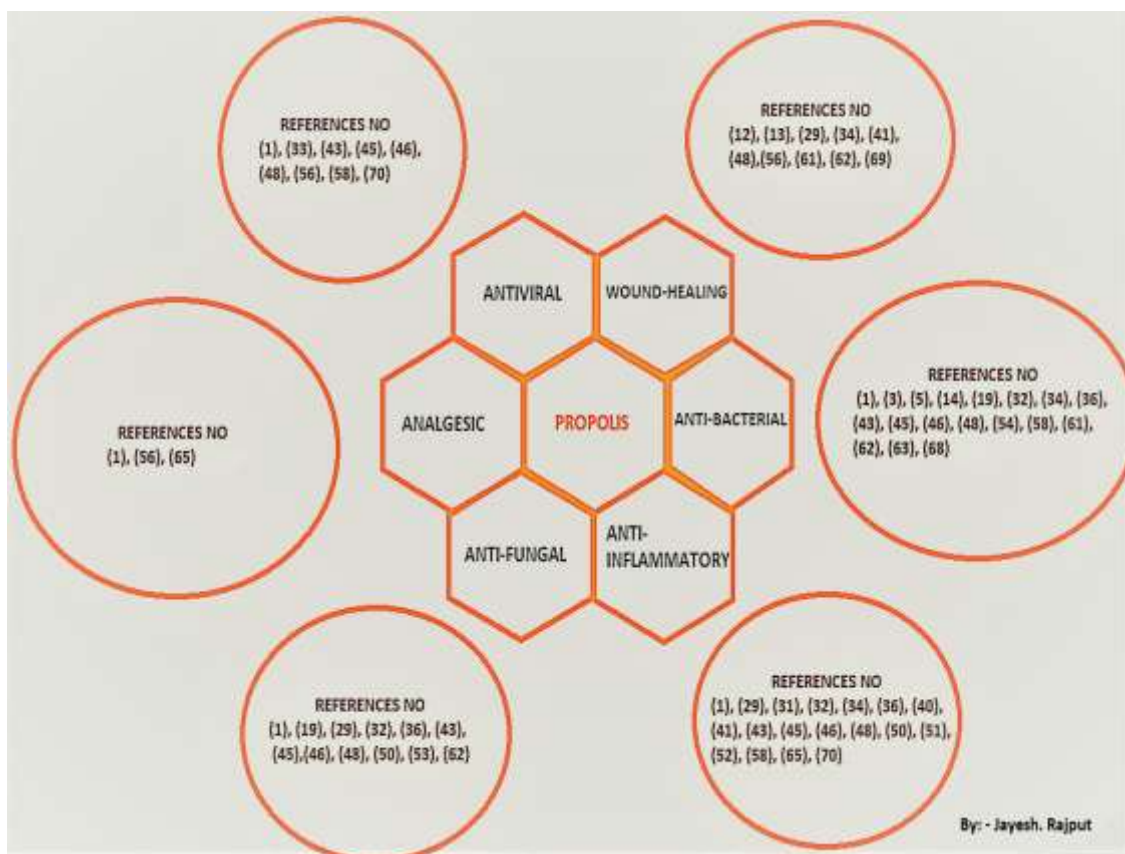 REFERENCES NO
(1), (33), (43), (45), (46),
(48), (56), (58), (70)
REFERENCES NO
(12), (13), (29), (34), (41),
(48),(56), (61), (62), (69)
ANTIVIRAL
WOUND-HEALING
REFERENCES NO
(1), (3), (5), (14), (19), (32), (34), (36),
(43), (45), (46), (48), (54), (58), (61),
(62), (63), (68)
ANALGESIC
PROPOLIS
ANTI-BACTERIAL
REFERENCES NO
(1), (56), (65)
ANTI-FUNGAL
ANTI-
INFLAMMATORY
REFERENCES NO
(1), (19), (29), (32), (36), (43),
(45),(46), (48), (50), (53), (62)
REFERENCES NO
(1), (29), (31), (32), (34), (36), (40),
(41), (43), (45), (46), (48), (50), (51),
(52), (58), (65), (70)
By: - Jayesh. Rajput